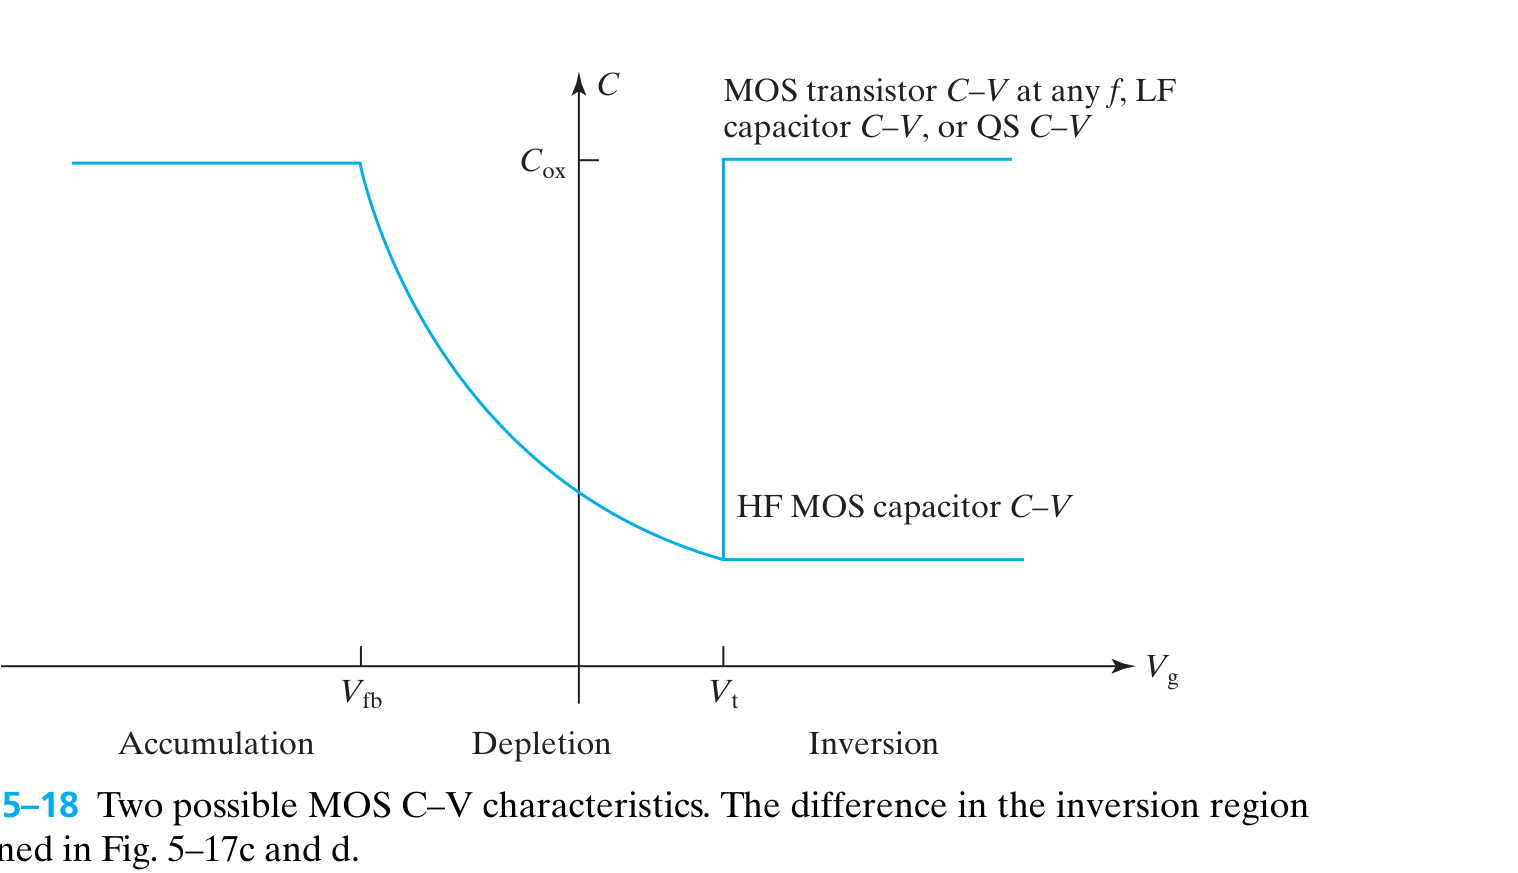 C
MOS transistor C–V at any f, LF
capacitor C–V, or QS C–V
Cox
HF MOS capacitor C–V
Vg
Vfb
Vt
Accumulation
Depletion
Inversion
5–18 Two possible MOS C–V characteristics. The difference in the inversion region
ned in Fig. 5–17c and d.